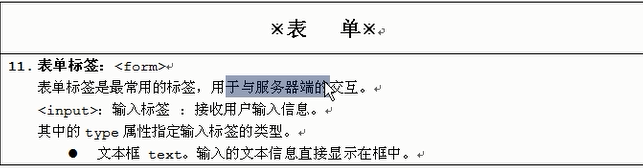 ※表 单※
11. 表单标签：<form>
表单标签是最常用的标签，用于与服务器端的交互。
<input>：输入标签 ：接收用户输入信息。
其中的 type 属性指定输入标签的类型。
● 文本框 text。输入的文本信息直接显示在框中。